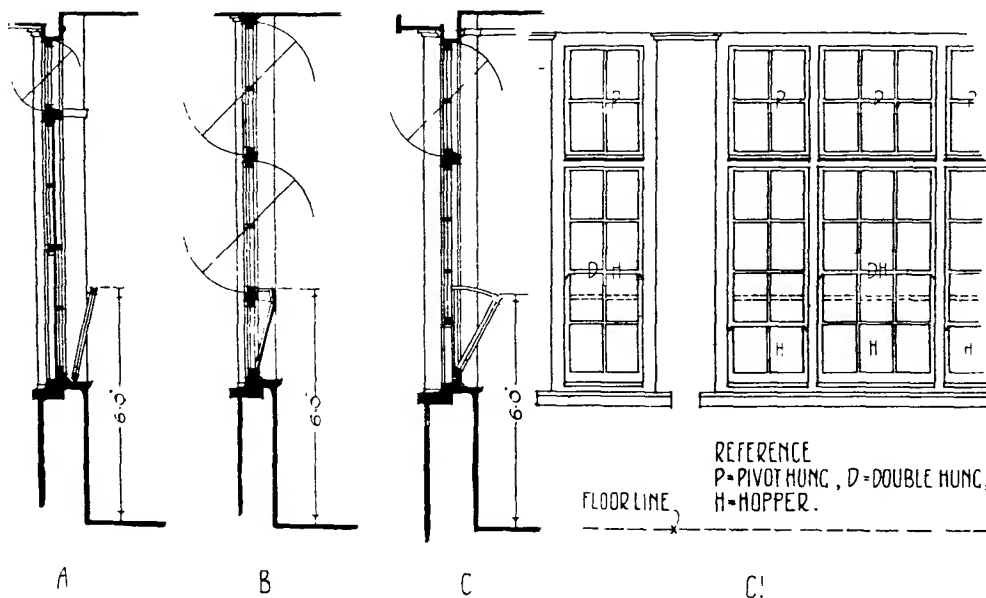 P
P
P
D H
DH
H
H
H
6'.0"
6'.0"
6'.0"
REFERENCE
P=PIVOT HUNG, D=DOUBLE HUNG,
H=HOPPER.
FLOOR LINE
A
B
C
C!